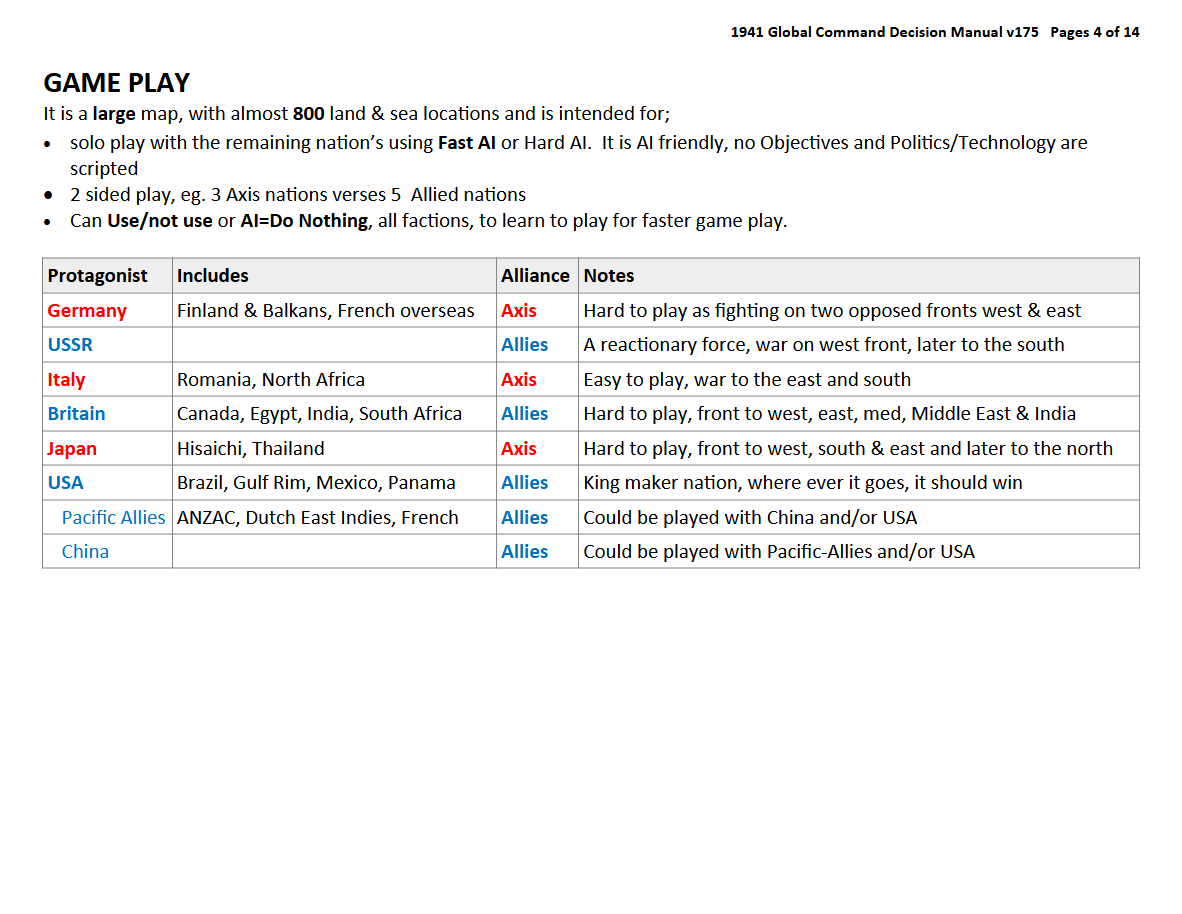 1941 Global Command Decision Manual v175   Pages 4 of 14
GAME PLAY
It is a large map, with almost 800 land & sea locations and is intended for;
• solo play with the remaining nation's using Fast AI or Hard AI.  It is AI friendly, no Objectives and Politics/Technology are
scripted
• 2 sided play, eg. 3 Axis nations verses 5  Allied nations
• Can Use/not use or AI=Do Nothing, all factions, to learn to play for faster game play.
Protagonist Includes Alliance Notes
Germany Finland & Balkans, French overseas Axis Hard to play as fighting on two opposed fronts west & east
USSR Allies A reactionary force, war on west front, later to the south
Italy Romania, North Africa Axis Easy to play, war to the east and south
Britain Canada, Egypt, India, South Africa Allies Hard to play, front to west, east, med, Middle East & India
Japan Hisaichi, Thailand Axis Hard to play, front to west, south & east and later to the north
USA Brazil, Gulf Rim, Mexico, Panama Allies King maker nation, where ever it goes, it should win
Pacific Allies ANZAC, Dutch East Indies, French Allies Could be played with China and/or USA
China Allies Could be played with Pacific-Allies and/or USA